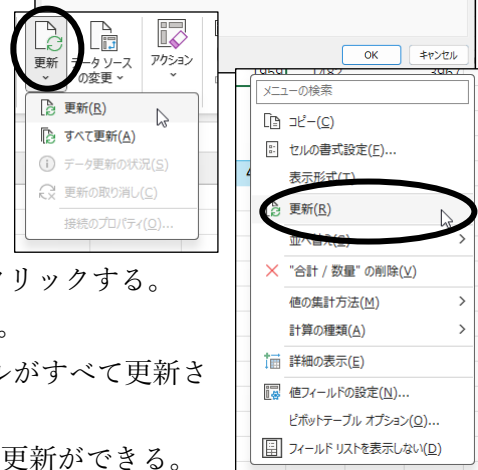 更新
データ ソース
の変更
アクション
更新(R)
すべて更新(A)
データ更新の状況(S)
更新の取り消し(C)
接続のプロパティ(O)...
OK
キャンセル
1482
3967
メニューの検索
コピー(C)
セルの書式設定(F)...
表示形式(T)...
更新(R)
並べ替え(S)
"合計 / 数量" の削除(V)
値の集計方法(M)
計算の種類(A)
詳細の表示(E)
値フィールドの設定(N)...
ピボットテーブル オプション(O)...
フィールド リストを表示しない(D)
クリックする。
。
ルがすべて更新さ
更新ができる。